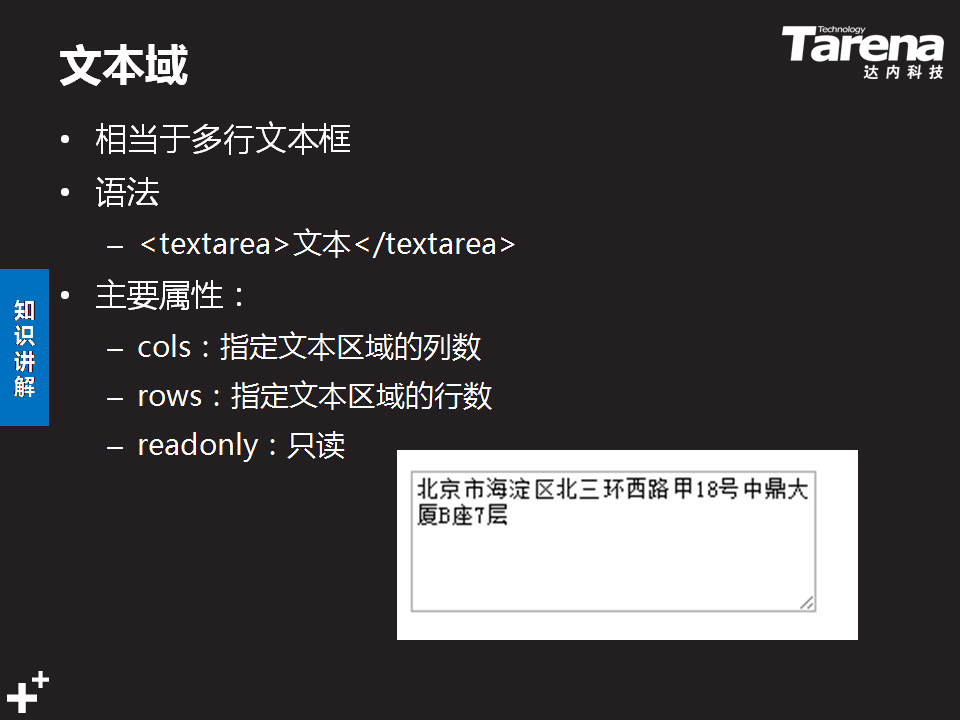 文本域
Technology
Tarena
达内科技
• 相当于多行文本框
• 语法
– <textarea>文本</textarea>
• 主要属性：
– cols：指定文本区域的列数
– rows：指定文本区域的行数
– readonly：只读
知识讲解
北京市海淀区北三环西路甲18号中鼎大
厦B座7层